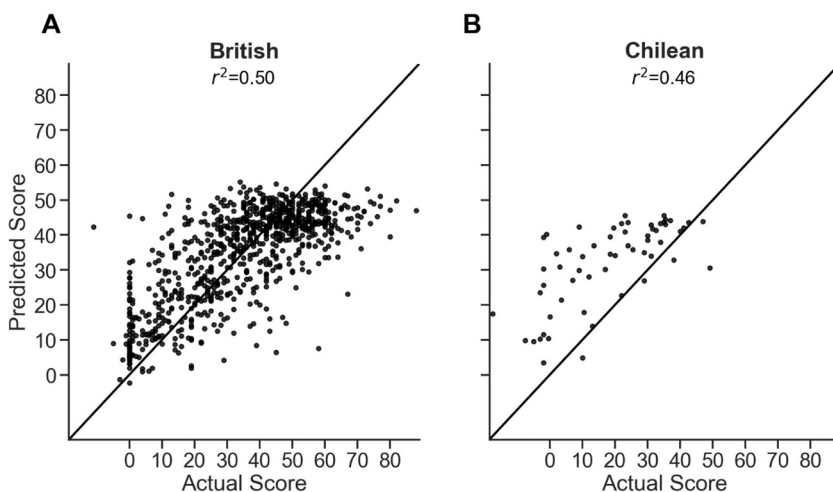 A
British
r²=0.50
80
70
60
50
40
30
20
10
0
Predicted Score
0 10 20 30 40 50 60 70 80
Actual Score
B
Chilean
r²=0.46
0 10 20 30 40 50 60 70 80
Actual Score